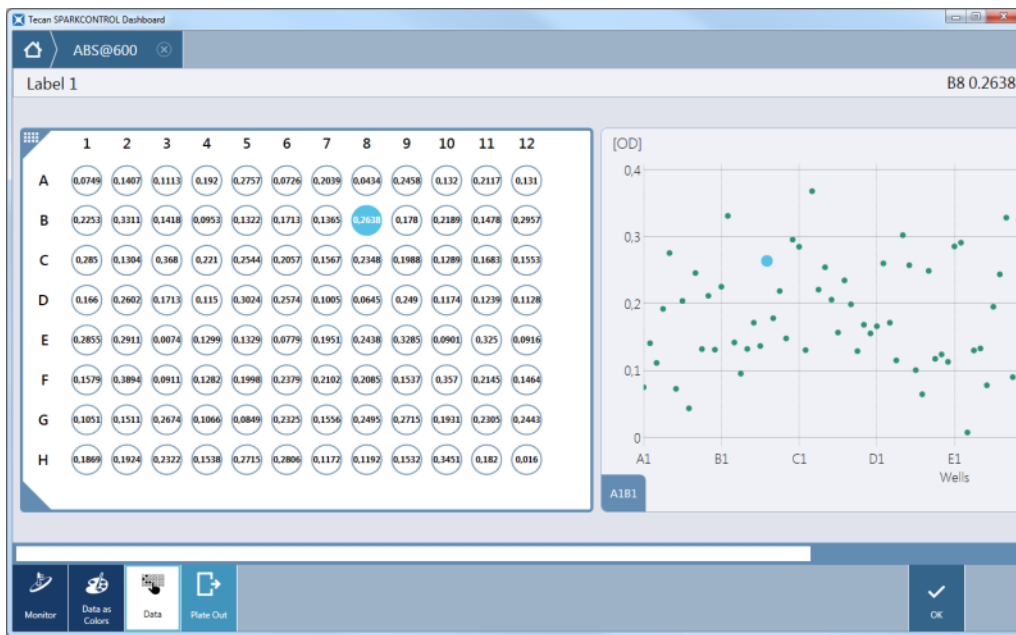 Tecan SPARKCONTROL Dashboard
ABS@600
Label 1 B8 0.2638
1 2 3 4 5 6 7 8 9 10 11 12
A 0,0749 0,1407 0,1113 0,192 0,2757 0,0726 0,2039 0,0434 0,2458 0,132 0,2117 0,131
B 0,2253 0,3311 0,1418 0,0953 0,1322 0,1713 0,1365 0,2638 0,178 0,2189 0,1478 0,2957
C 0,285 0,1304 0,368 0,221 0,2544 0,2057 0,1567 0,2348 0,1988 0,1289 0,1683 0,1553
D 0,166 0,2602 0,1713 0,115 0,3024 0,2574 0,1005 0,0645 0,249 0,1174 0,1239 0,1128
E 0,2855 0,2911 0,0074 0,1299 0,1329 0,0779 0,1951 0,2438 0,3285 0,0901 0,325 0,0916
F 0,1579 0,3894 0,0911 0,1282 0,1998 0,2379 0,2102 0,2085 0,1537 0,357 0,2145 0,1464
G 0,1051 0,1511 0,2674 0,1066 0,0849 0,2325 0,1556 0,2495 0,2715 0,1931 0,2305 0,2443
H 0,1869 0,1924 0,2322 0,1538 0,2715 0,2806 0,1172 0,1192 0,1532 0,3451 0,182 0,016
[OD]
0,4
0,3
0,2
0,1
0
A1 B1 C1 D1 E1
Wells
A1B1
Monitor
Data as
Colors
Data
Plate Out
OK